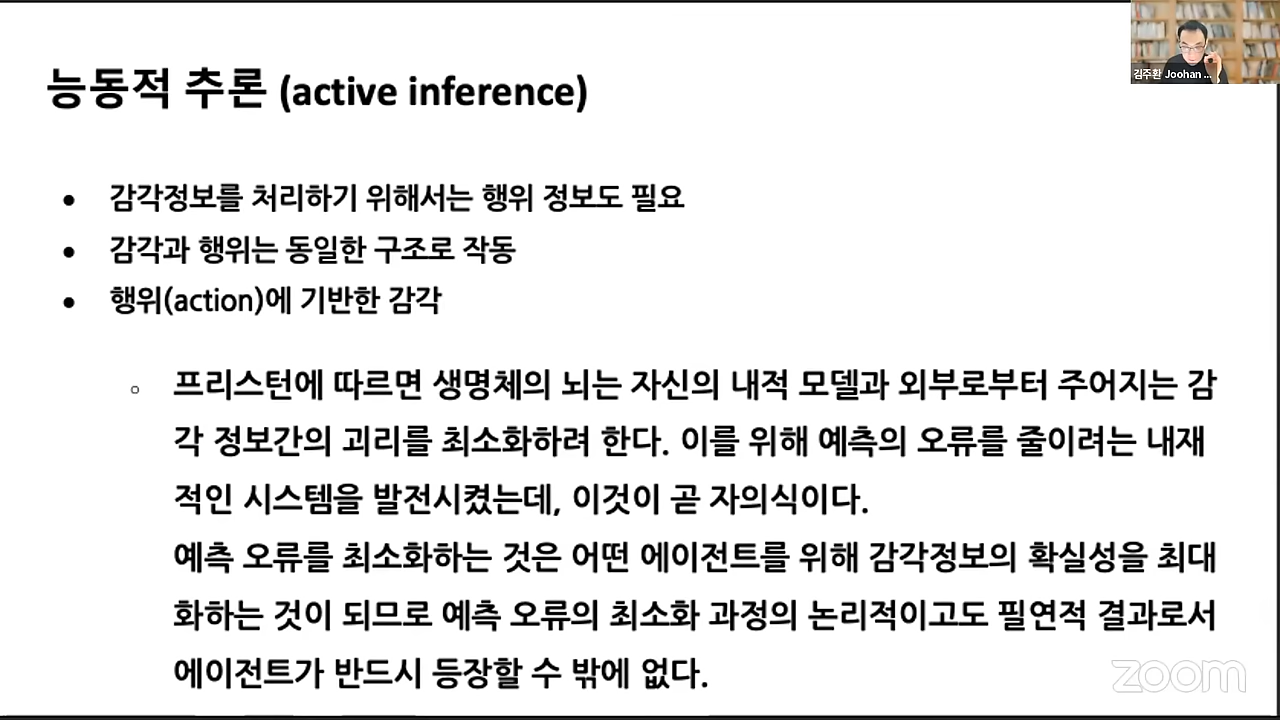 김주환 Joohan ...
능동적 추론 (active inference)
• 감각정보를 처리하기 위해서는 행위 정보도 필요
• 감각과 행위는 동일한 구조로 작동
• 행위(action)에 기반한 감각
◦ 프리스턴에 따르면 생명체의 뇌는 자신의 내적 모델과 외부로부터 주어지는 감
각 정보간의 괴리를 최소화하려 한다. 이를 위해 예측의 오류를 줄이려는 내재
적인 시스템을 발전시켰는데, 이것이 곧 자의식이다.
예측 오류를 최소화하는 것은 어떤 에이전트를 위해 감각정보의 확실성을 최대
화하는 것이 되므로 예측 오류의 최소화 과정의 논리적이고도 필연적 결과로서
에이전트가 반드시 등장할 수 밖에 없다.
zoom